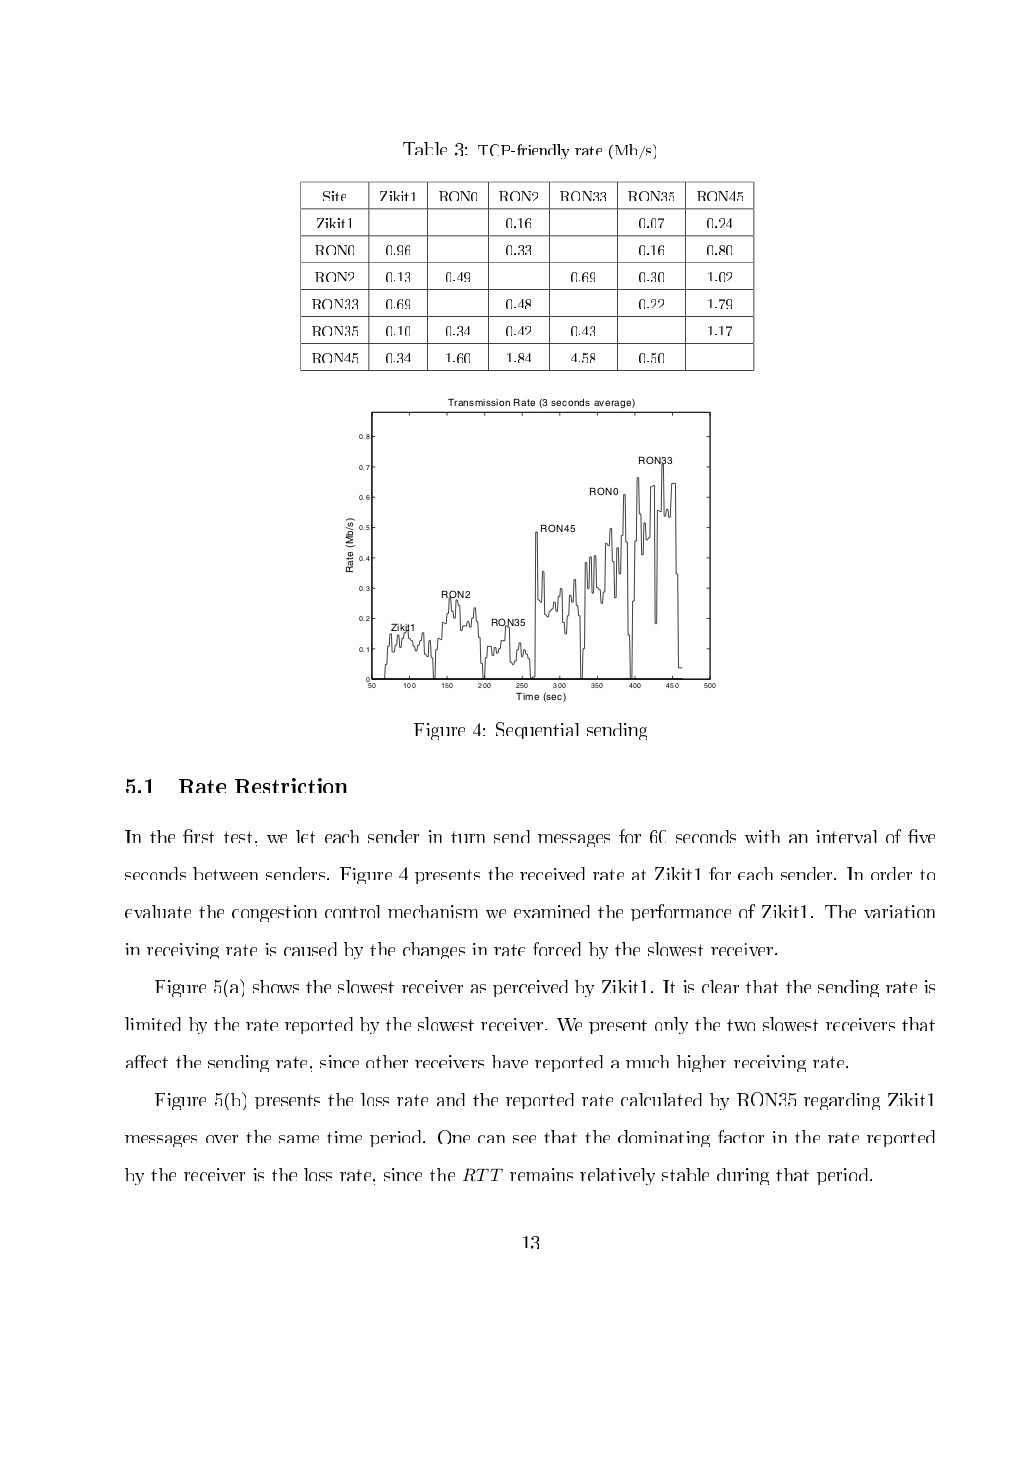 Table 3: TCP-friendly rate (Mb/s)
Site Zikit1 RON0 RON2 RON33 RON35 RON45
Zikit1 0.16 0.07 0.24
RON0 0.96 0.33 0.16 0.80
RON2 0.13 0.49 0.69 0.30 1.02
RON33 0.69 0.48 0.22 1.79
RON35 0.10 0.34 0.42 0.43 1.17
RON45 0.34 1.60 1.84 4.58 0.50
Transmission Rate (3 seconds average)
0.8
0.7
0.6
0.5
0.4
0.3
0.2
0.1
0
Rate (Mb/s)
Zikit1
RON2
RON35
RON45
RON0
RON33
50 100 150 200 250 300 350 400 450 500
Time (sec)
Figure 4: Sequential sending
5.1 Rate Restriction
In the first test, we let each sender in turn send messages for 60 seconds with an interval of five
seconds between senders. Figure 4 presents the received rate at Zikit1 for each sender. In order to
evaluate the congestion control mechanism we examined the performance of Zikit1. The variation
in receiving rate is caused by the changes in rate forced by the slowest receiver.
Figure 5(a) shows the slowest receiver as perceived by Zikit1. It is clear that the sending rate is
limited by the rate reported by the slowest receiver. We present only the two slowest receivers that
affect the sending rate, since other receivers have reported a much higher receiving rate.
Figure 5(b) presents the loss rate and the reported rate calculated by RON35 regarding Zikit1
messages over the same time period. One can see that the dominating factor in the rate reported
by the receiver is the loss rate, since the RTT remains relatively stable during that period.
13